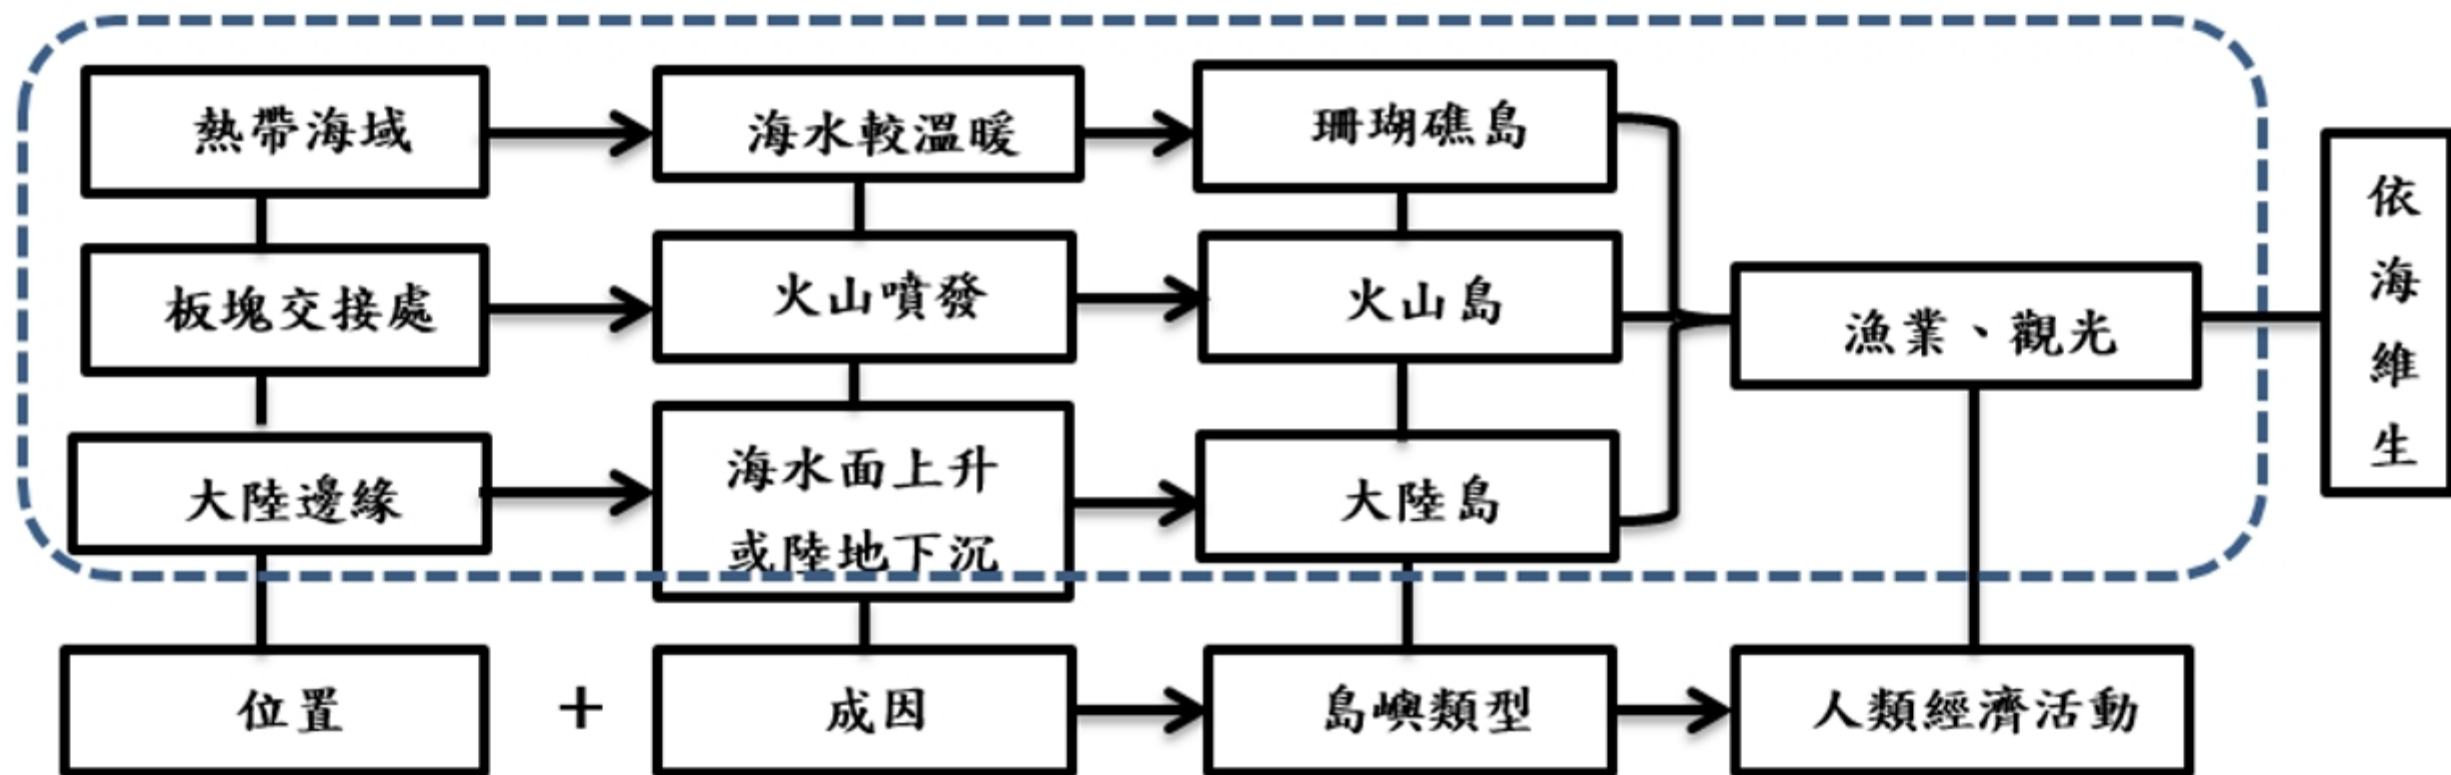 熱帶海域
海水較溫暖
珊瑚礁島
板塊交接處
火山噴發
火山島
漁業、觀光
大陸邊緣
海水面上升
或陸地下沉
大陸島
依海維生
位置
+
成因
島嶼類型
人類經濟活動